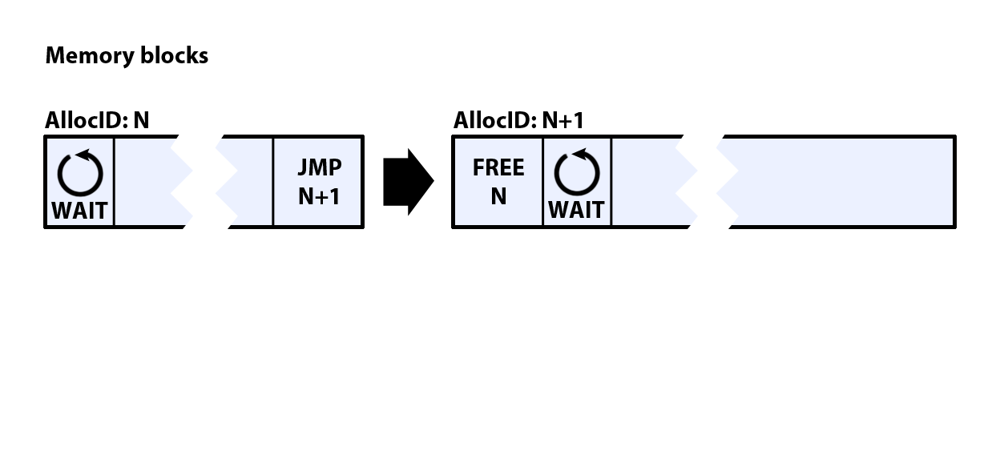 Memory blocks
AllocID: N
WAIT
JMP
N+1
AllocID: N+1
FREE
N
WAIT